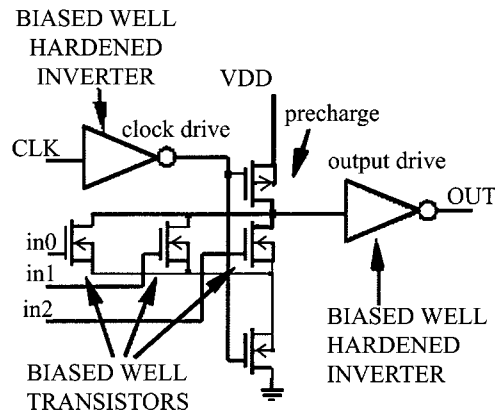 BIASED WELL
HARDENED
INVERTER
VDD
clock drive
precharge
CLK
output drive
OUT
in0
in1
in2
BIASED WELL
TRANSISTORS
BIASED WELL
HARDENED
INVERTER